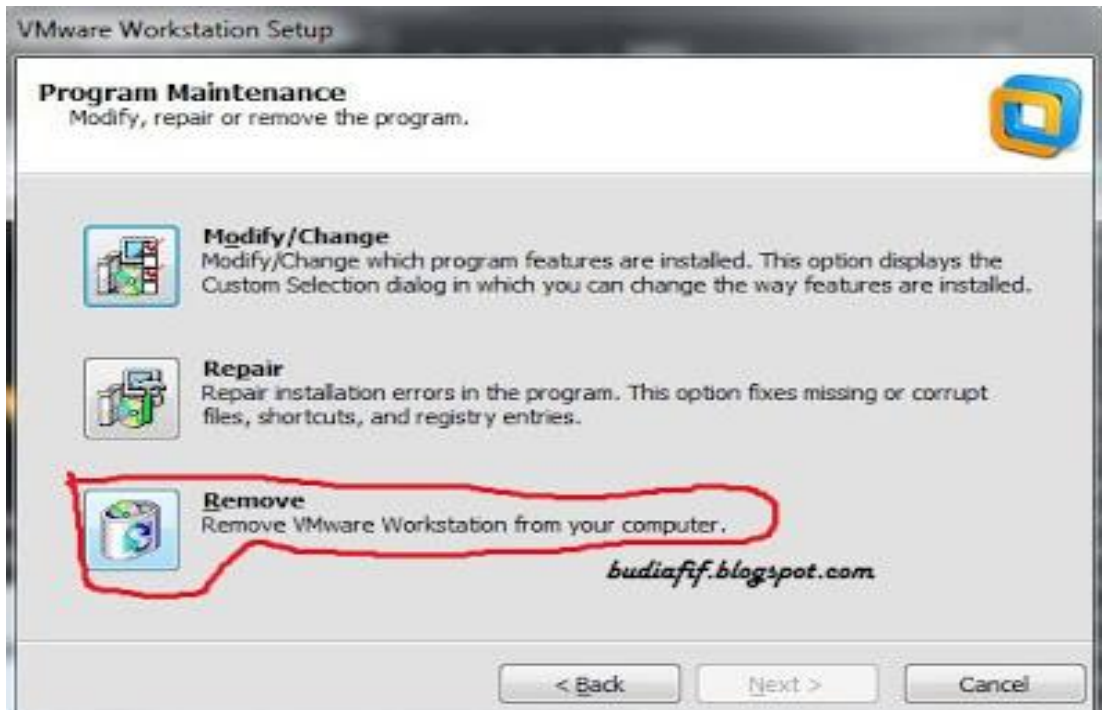 VMware Workstation Setup
Program Maintenance
Modify, repair or remove the program.
Modify/Change
Modify/Change which program features are installed. This option displays the
Custom Selection dialog in which you can change the way features are installed.
Repair
Repair installation errors in the program. This option fixes missing or corrupt
files, shortcuts, and registry entries.
Remove
Remove VMware Workstation from your computer.
budiafif.blogspot.com
< Back
Next >
Cancel